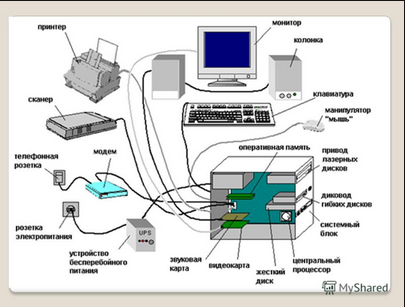 принтер
монитор
колонка
сканер
клавиатура
манипулятор
"мышь"
телефонная
розетка
модем
оперативная память
привод
лазерных
дисков
дисковод
гибких дисков
системный
блок
розетка
электропитания
UPS
устройство
бесперебойного
питания
звуковая
карта
видеокарта
жесткий
диск
центральный
процессор
MyShared